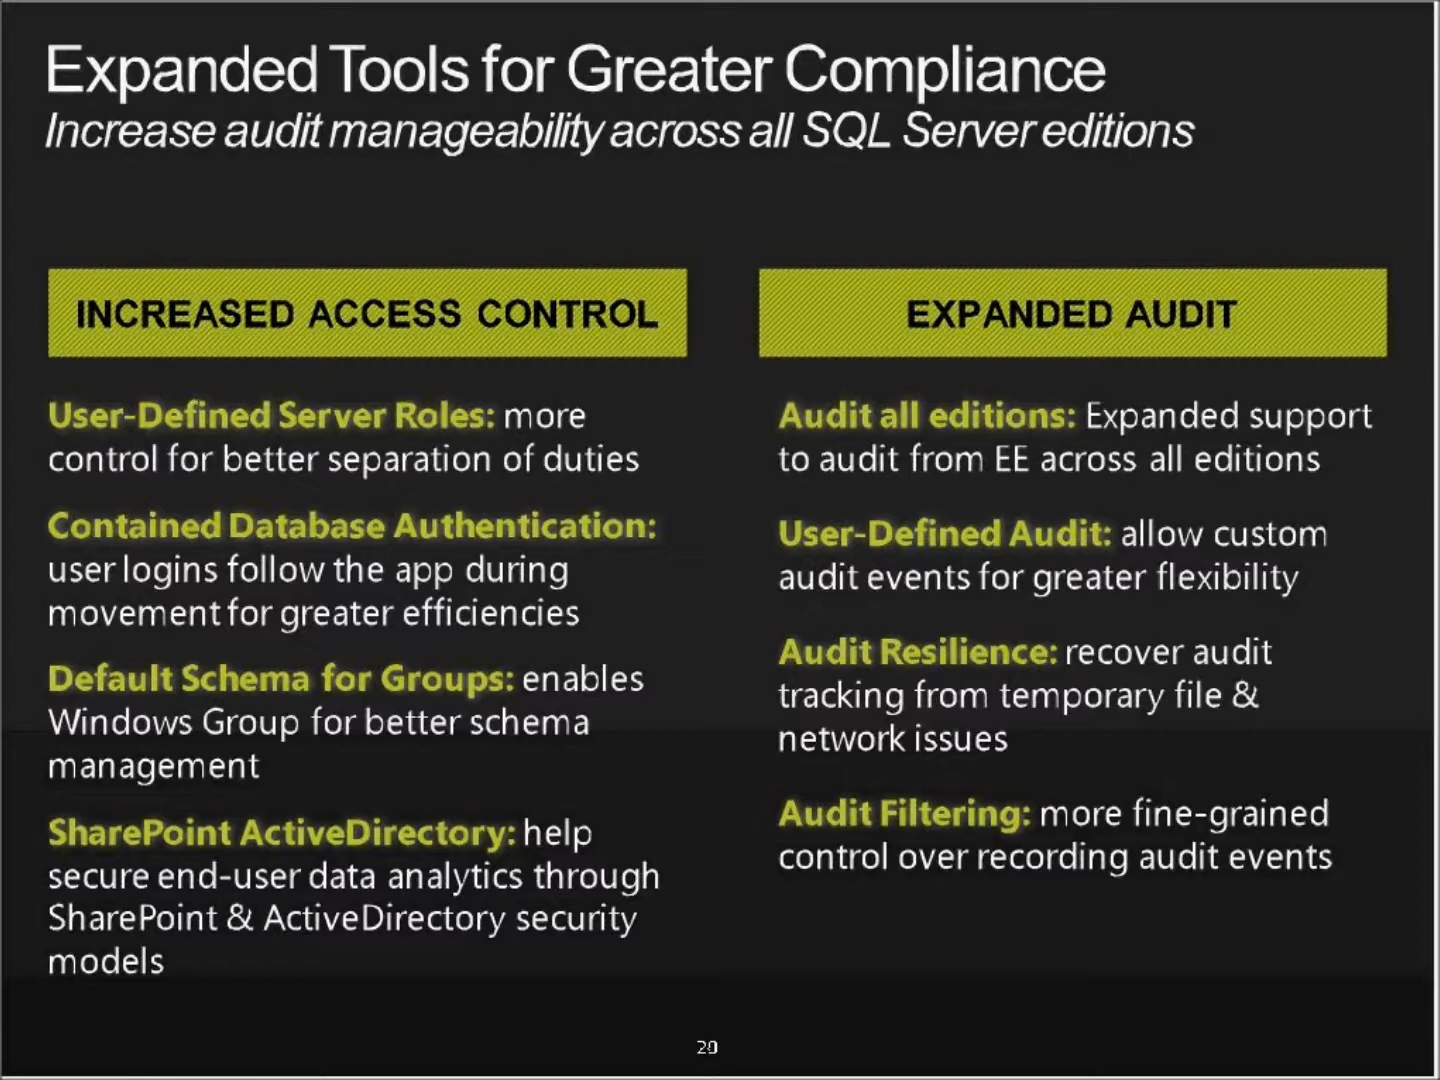 Expanded Tools for Greater Compliance
Increase audit manageability across all SQL Server editions
INCREASED ACCESS CONTROL
User-Defined Server Roles: more
control for better separation of duties
Contained Database Authentication:
user logins follow the app during
movement for greater efficiencies
Default Schema for Groups: enables
Windows Group for better schema
management
SharePoint ActiveDirectory: help
secure end-user data analytics through
SharePoint & ActiveDirectory security
models
EXPANDED AUDIT
Audit all editions: Expanded support
to audit from EE across all editions
User-Defined Audit: allow custom
audit events for greater flexibility
Audit Resilience: recover audit
tracking from temporary file &
network issues
Audit Filtering: more fine-grained
control over recording audit events
20